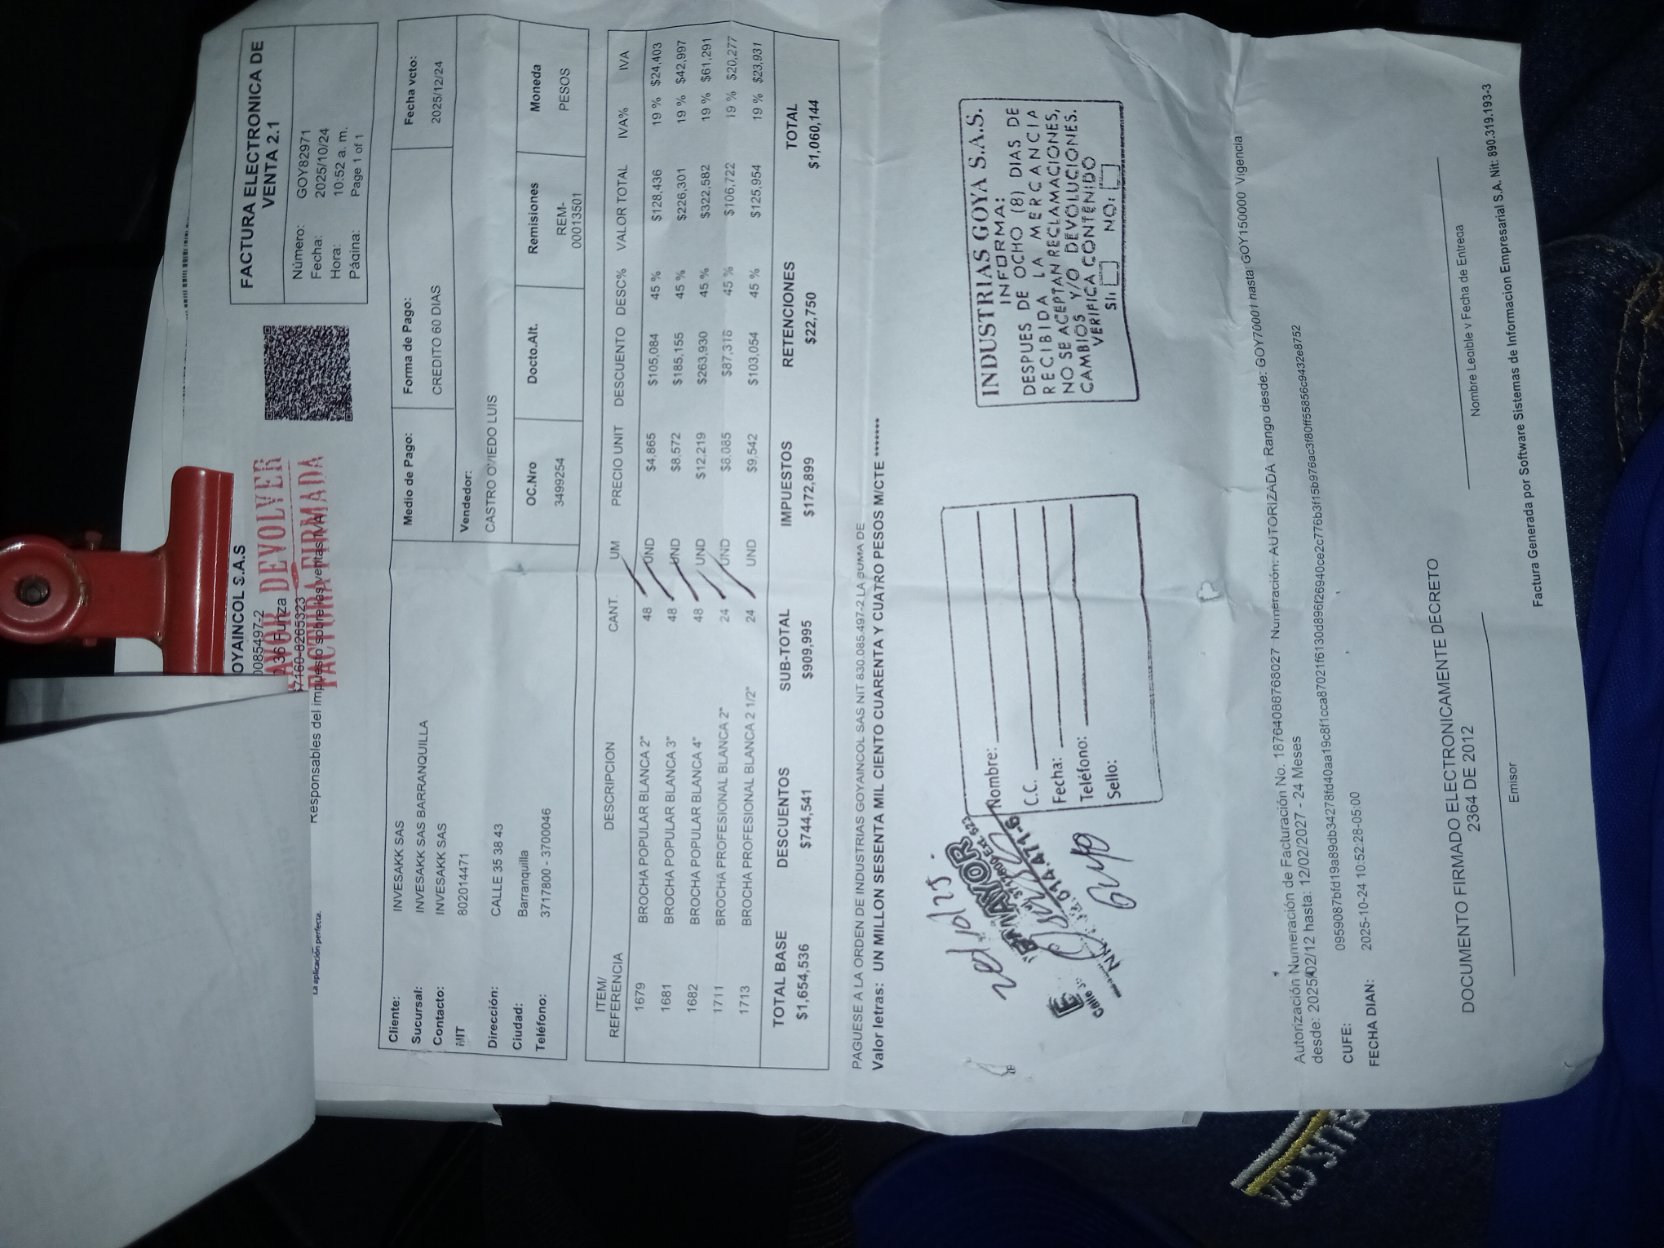 OYAINCOL S.A.S
0085497-2
36 Funza
7160-8265323
Responsables del impuesto sobre las ventas IVA
FAVOR DEVOLVER
FACTURA FIRMADA
La aplicación perfecta.
FACTURA ELECTRONICA DE
VENTA 2.1
Número: GOY82971
Fecha: 2025/10/24
Hora: 10:52 a. m.
Página: Page 1 of 1
Cliente: INVESAKK SAS
Sucursal: INVESAKK SAS BARRANQUILLA
Contacto: INVESAKK SAS
NIT 802014471
Dirección: CALLE 35 38 43
Ciudad: Barranquilla
Teléfono: 3717800 - 3700046
Medio de Pago: Forma de Pago: Fecha vcto:
CREDITO 60 DIAS 2025/12/24
Vendedor:
CASTRO OVIEDO LUIS
OC.Nro Docto.Alt. Remisiones Moneda
3499254 REM-00013501 PESOS
ITEM/REFERENCIA DESCRIPCION CANT. UM PRECIO UNIT DESCUENTO DESC% VALOR TOTAL IVA% IVA
1679 BROCHA POPULAR BLANCA 2" 48 UND $4,865 $105,084 45 % $128,436 19 % $24,403
1681 BROCHA POPULAR BLANCA 3" 48 UND $8,572 $185,155 45 % $226,301 19 % $42,997
1682 BROCHA POPULAR BLANCA 4" 48 UND $12,219 $263,930 45 % $322,582 19 % $61,291
1711 BROCHA PROFESIONAL BLANCA 2" 24 UND $8,085 $87,318 45 % $106,722 19 % $20,277
1713 BROCHA PROFESIONAL BLANCA 2 1/2" 24 UND $9,542 $103,054 45 % $125,954 19 % $23,931
TOTAL BASE DESCUENTOS SUB-TOTAL IMPUESTOS RETENCIONES TOTAL
$1,654,536 $744,541 $909,995 $172,899 $22,750 $1,060,144
PAGUESE A LA ORDEN DE INDUSTRIAS GOYAINCOL SAS NIT 830.085.497-2 LA SUMA DE
Valor letras: UN MILLON SESENTA MIL CIENTO CUARENTA Y CUATRO PESOS M/CTE *******
Nombre:
C.C.
Fecha:
Teléfono:
Sello:
INDUSTRIAS GOYA S.A.S.
INFORMA:
DESPUES DE OCHO (8) DIAS DE
RECIBIDA LA MERCANCIA
NO SE ACEPTAN RECLAMACIONES,
CAMBIOS Y/O DEVOLUCIONES.
VERIFICA CONTENIDO
SI: NO:
Autorización Numeración de Facturación No. 18764088768027 Numeración: AUTORIZADA Rango desde: GOY70001 hasta: GOY150000 Vigencia
desde: 2025/02/12 hasta: 12/02/2027 - 24 Meses
CUFE:
FECHA DIAN: 2025-10-24 10:52:28-05:00
DOCUMENTO FIRMADO ELECTRONICAMENTE DECRETO
2364 DE 2012
Emisor
Nombre Legible y Fecha de Entrega
Factura Generada por Software Sistemas de Informacion Empresarial S.A. Nit: 890.319.193-3